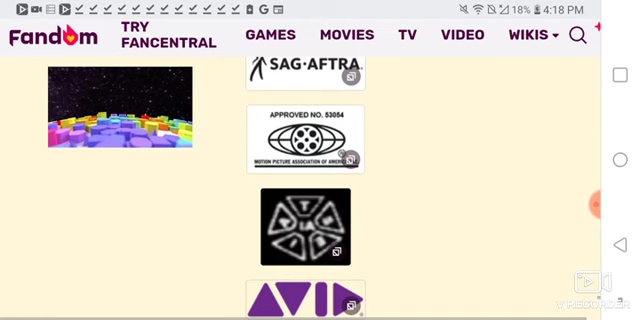 18% 4:18 PM
Fandom
TRY
FANCENTRAL
GAMES MOVIES TV VIDEO WIKIS
SAG·AFTRA
APPROVED NO. 53054
MOTION PICTURE ASSOCIATION OF AMERICA
IATSE
AVID
V RECORDER